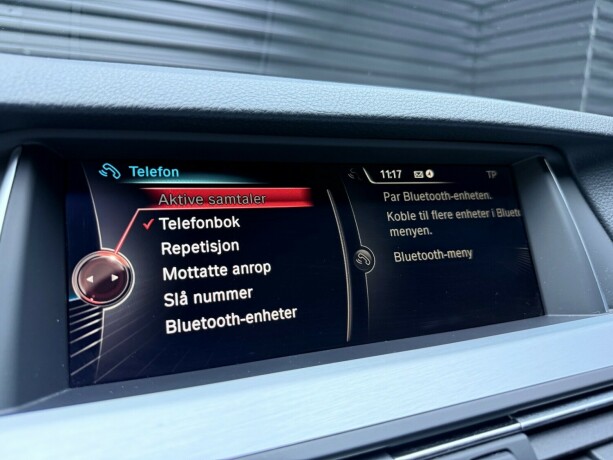 Telefon
11:17
TP
Aktive samtaler
Telefonbok
Repetisjon
Mottatte anrop
Slå nummer
Bluetooth-enheter
Par Bluetooth-enheten.
Koble til flere enheter i Bluet
menyen.
Bluetooth-meny